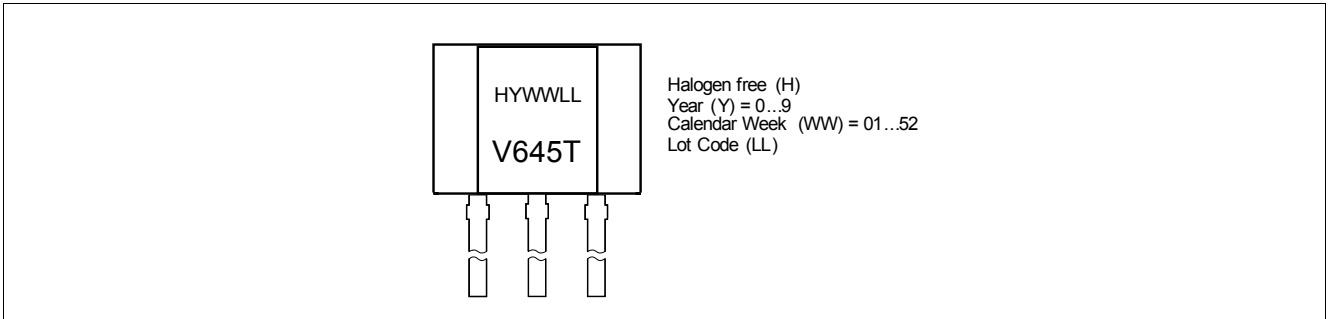 HYWWLL
V645T
Halogen free (H)
Year (Y) = 0...9
Calendar Week (WW) = 01...52
Lot Code (LL)